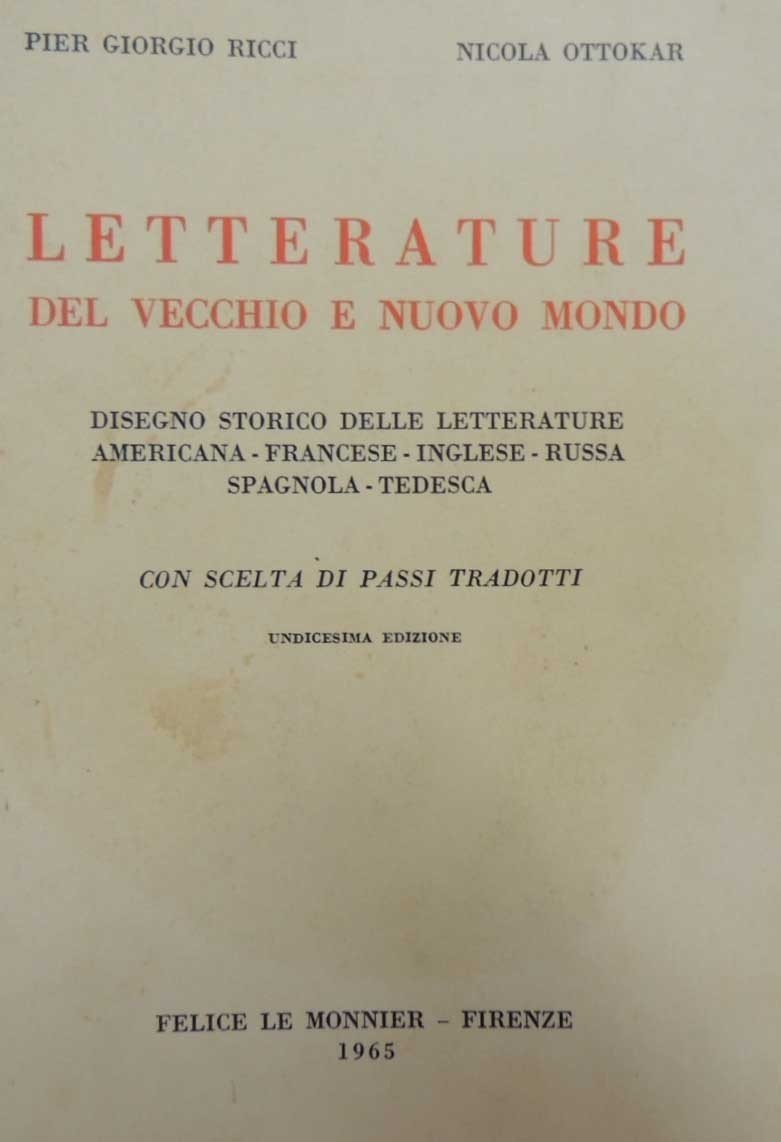 PIER GIORGIO RICCI NICOLA OTTOKAR
LETTERATURE
DEL VECCHIO E NUOVO MONDO
DISEGNO STORICO DELLE LETTERATURE
AMERICANA - FRANCESE - INGLESE - RUSSA
SPAGNOLA - TEDESCA
CON SCELTA DI PASSI TRADOTTI
UNDICESIMA EDIZIONE
FELICE LE MONNIER – FIRENZE
1965